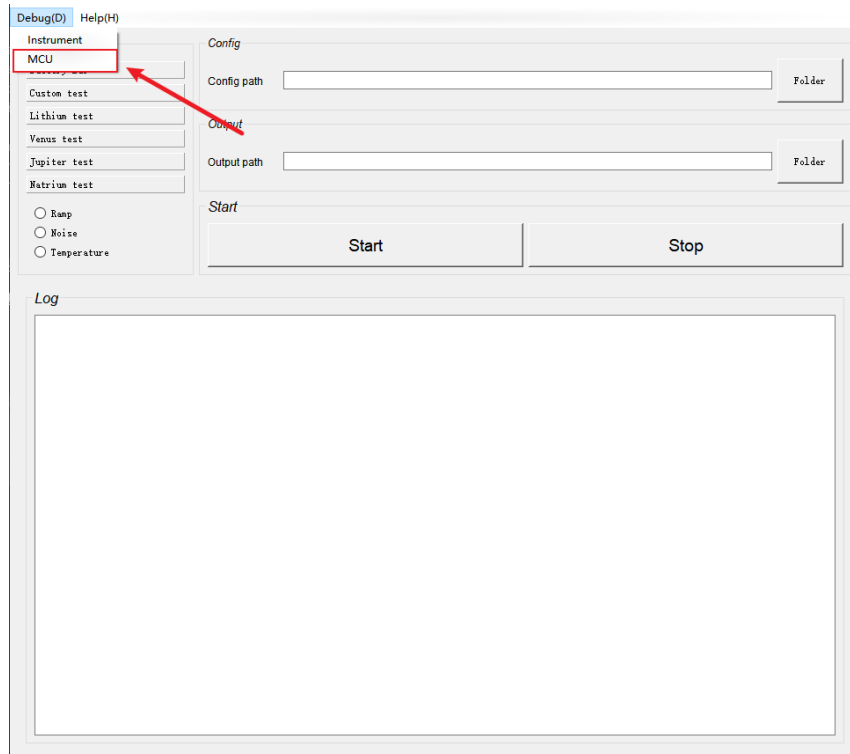 Debug(D) Help(H)
Instrument
MCU
Custom test
Lithium test
Venus test
Jupiter test
Natrium test
Ramp
Noise
Temperature
Config
Config path
Folder
Output
Output path
Folder
Start
Start
Stop
Log